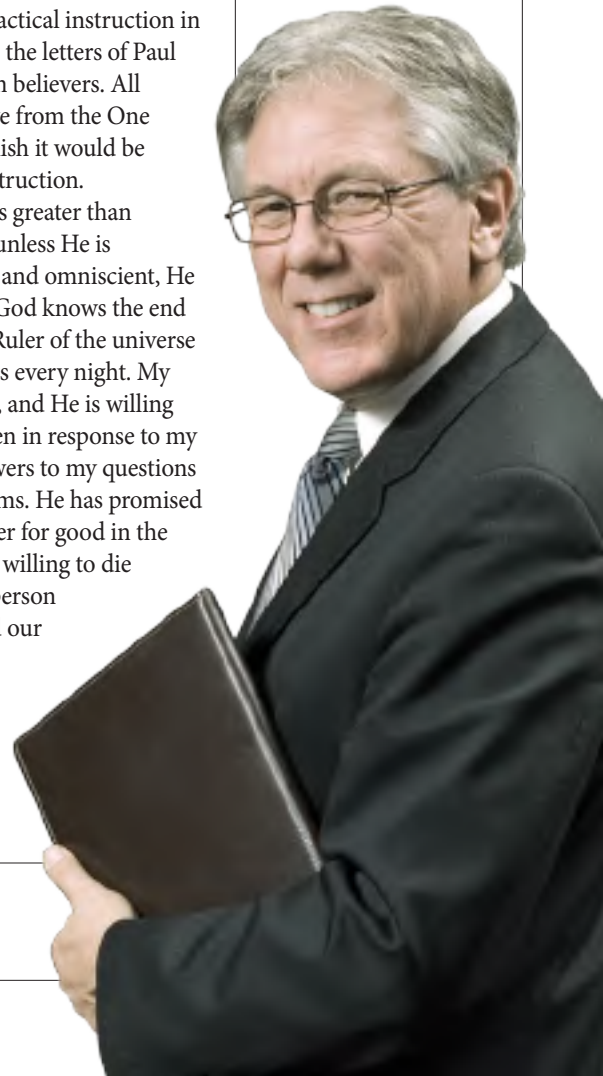 actical instruction in
the letters of Paul
n believers. All
e from the One
ish it would be
truction.
s greater than
unless He is
and omniscient, He
God knows the end
Ruler of the universe
s every night. My
, and He is willing
en in response to my
wers to my questions
ms. He has promised
er for good in the
willing to die
erson
our